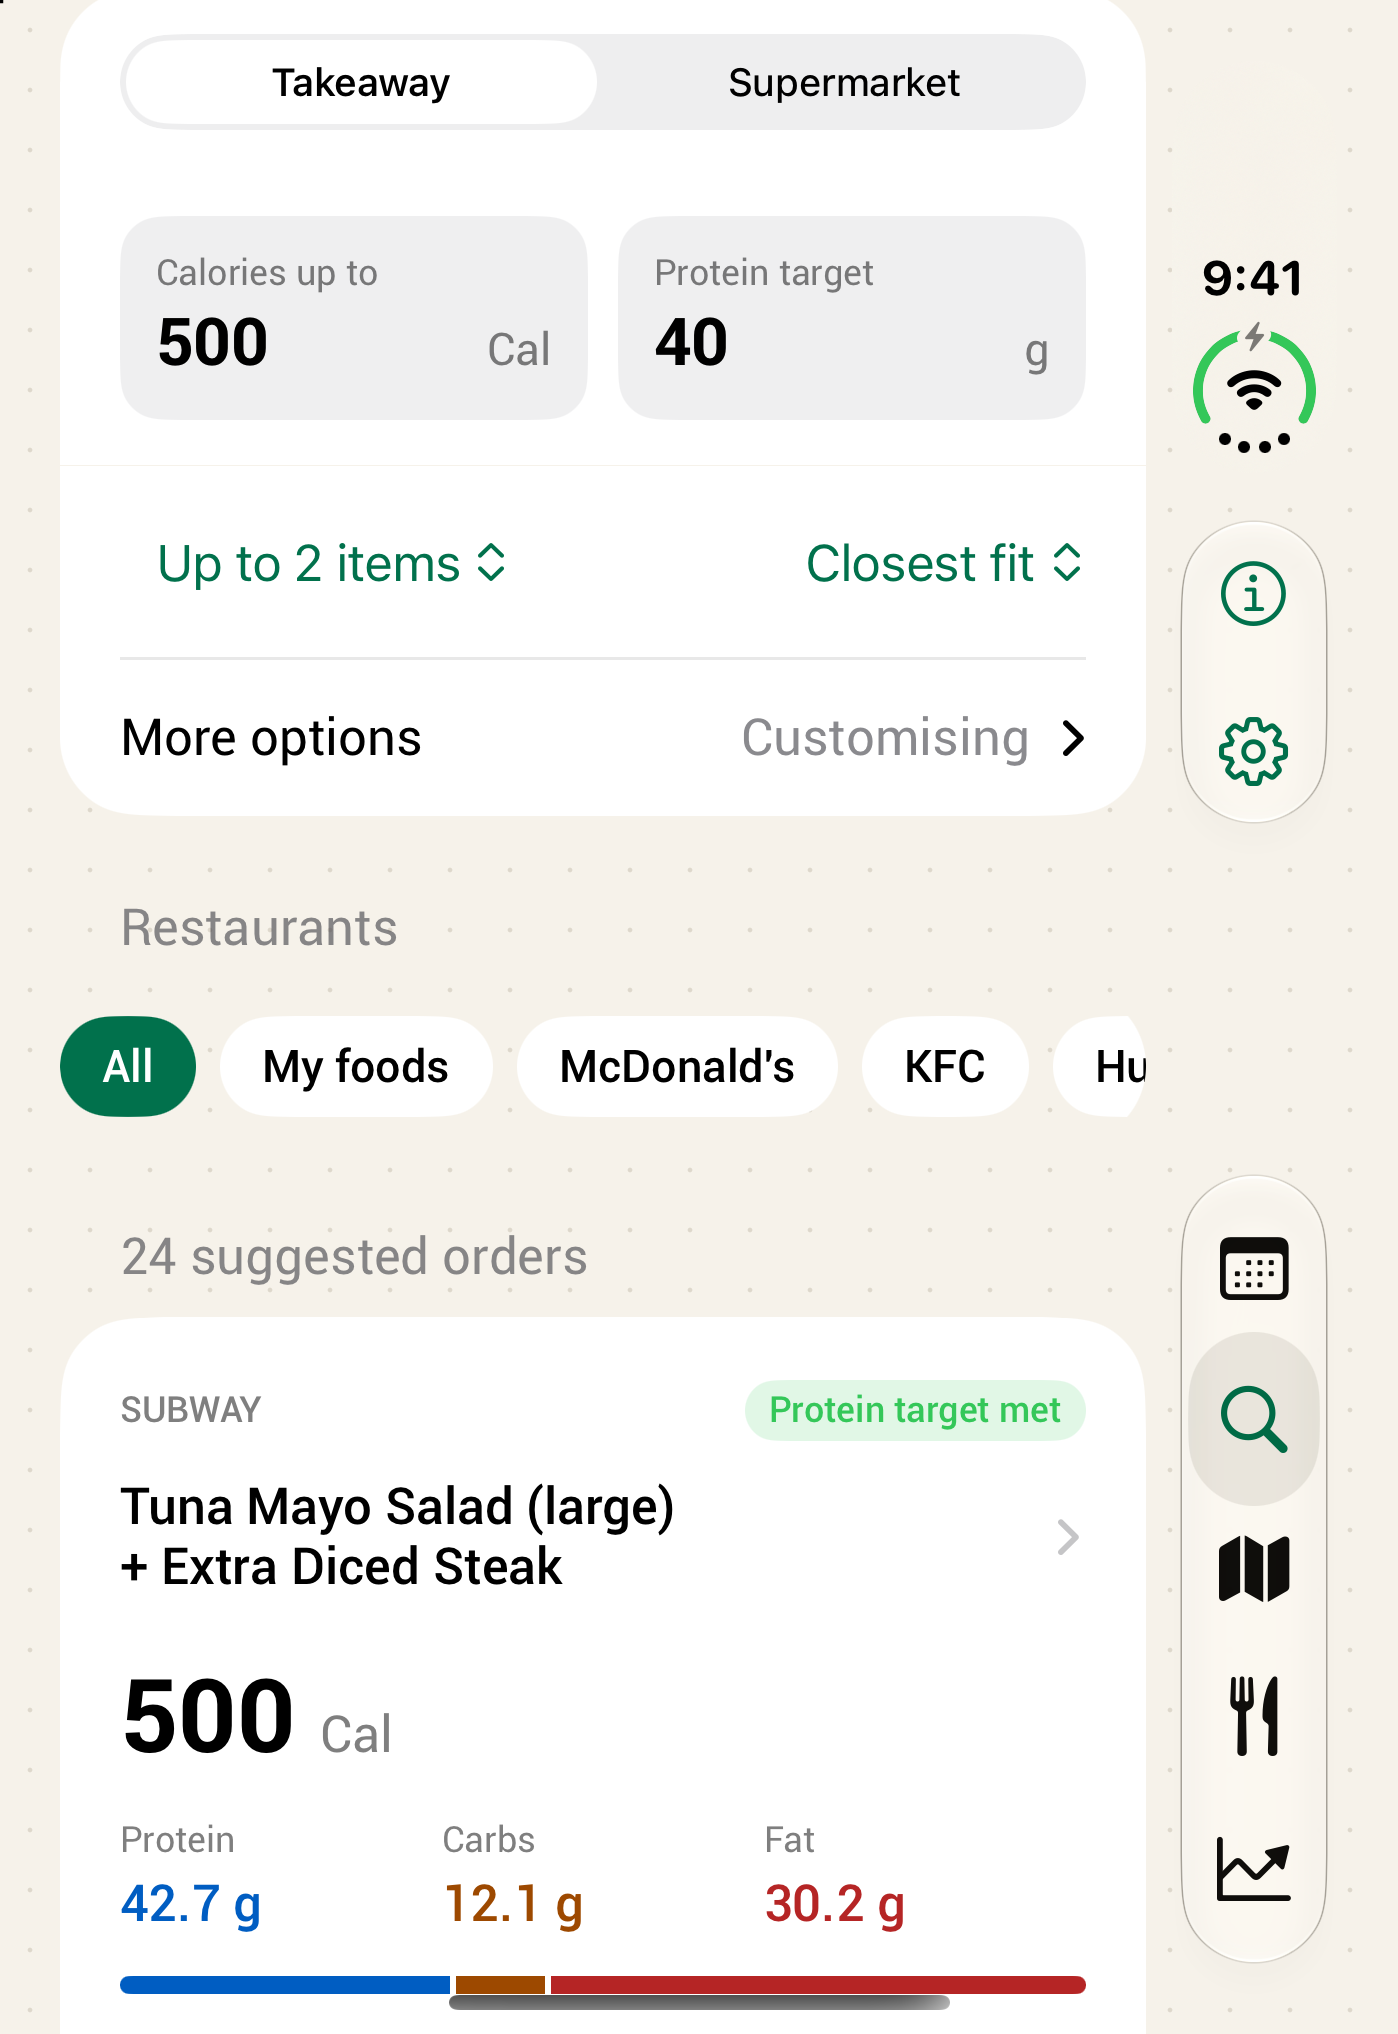 Takeaway
Supermarket
Calories up to
500 Cal
Protein target
40 g
9:41
Up to 2 items
Closest fit
More options
Customising
Restaurants
All
My foods
McDonald's
KFC
Hu
24 suggested orders
SUBWAY
Protein target met
Tuna Mayo Salad (large)
+ Extra Diced Steak
500 Cal
Protein
Carbs
Fat
42.7 g
12.1 g
30.2 g